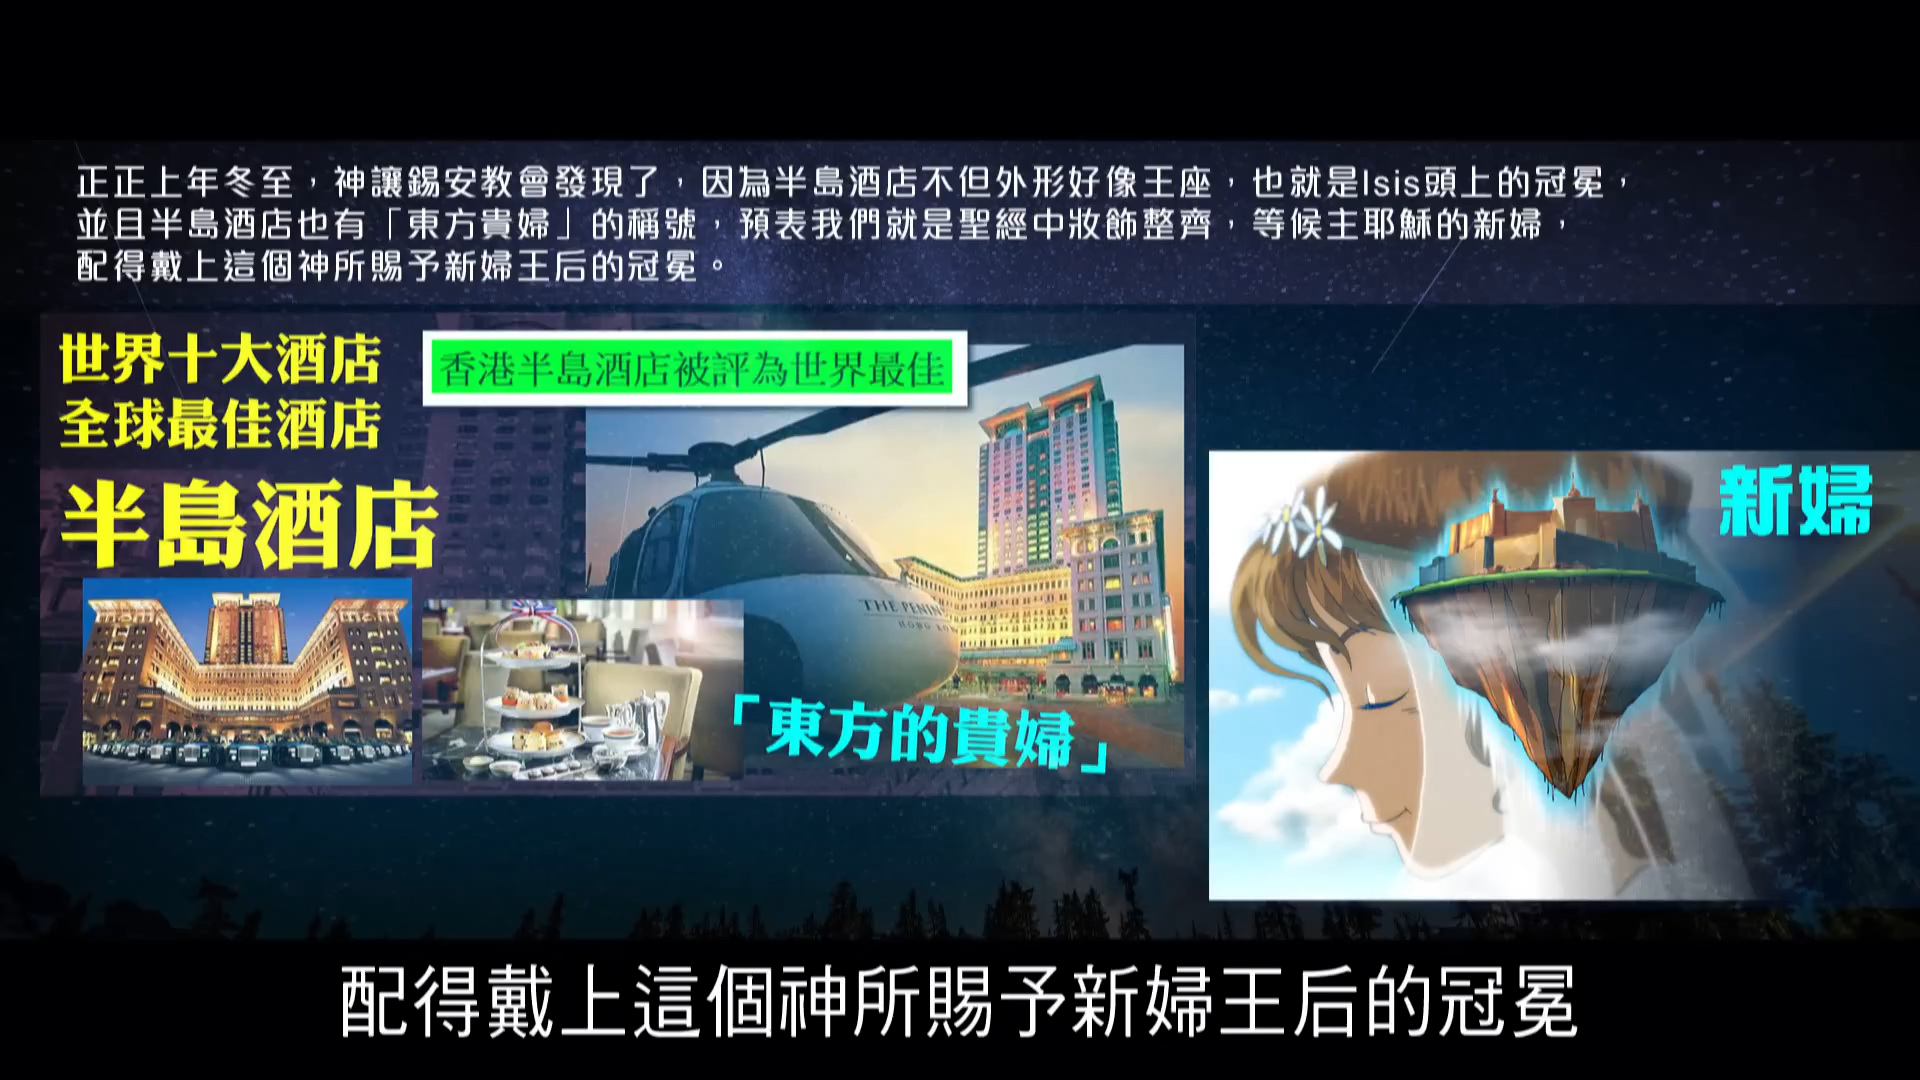 正正上年冬至，神讓錫安教會發現了，因為半島酒店不但外形好像王座，也就是Isis頭上的冠冕，
並且半島酒店也有「東方貴婦」的稱號，預表我們就是聖經中妝飾整齊，等候主耶穌的新婦，
配得戴上這個神所賜予新婦王后的冠冕。
世界十大酒店
全球最佳酒店
半島酒店
香港半島酒店被評為世界最佳
THE PENIN
HONG KO
「東方的貴婦」
新婦
配得戴上這個神所賜予新婦王后的冠冕